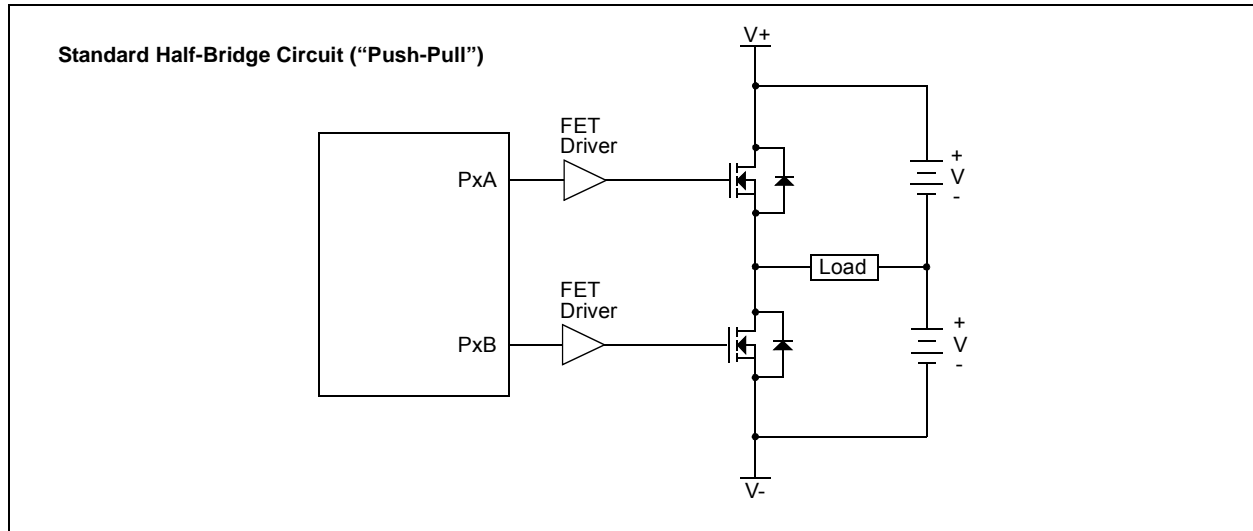 Standard Half-Bridge Circuit (“Push-Pull”)
V+
FET
Driver
PxA
+
V
-
Load
FET
Driver
PxB
+
V
-
V-